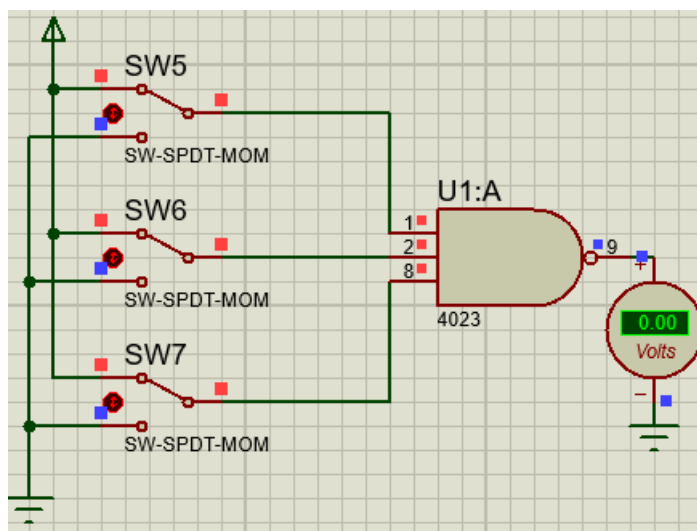 SW5
SW-SPDT-MOM
SW6
SW-SPDT-MOM
SW7
SW-SPDT-MOM
U1:A
1
2
8
9
4023
+
0.00
Volts
−